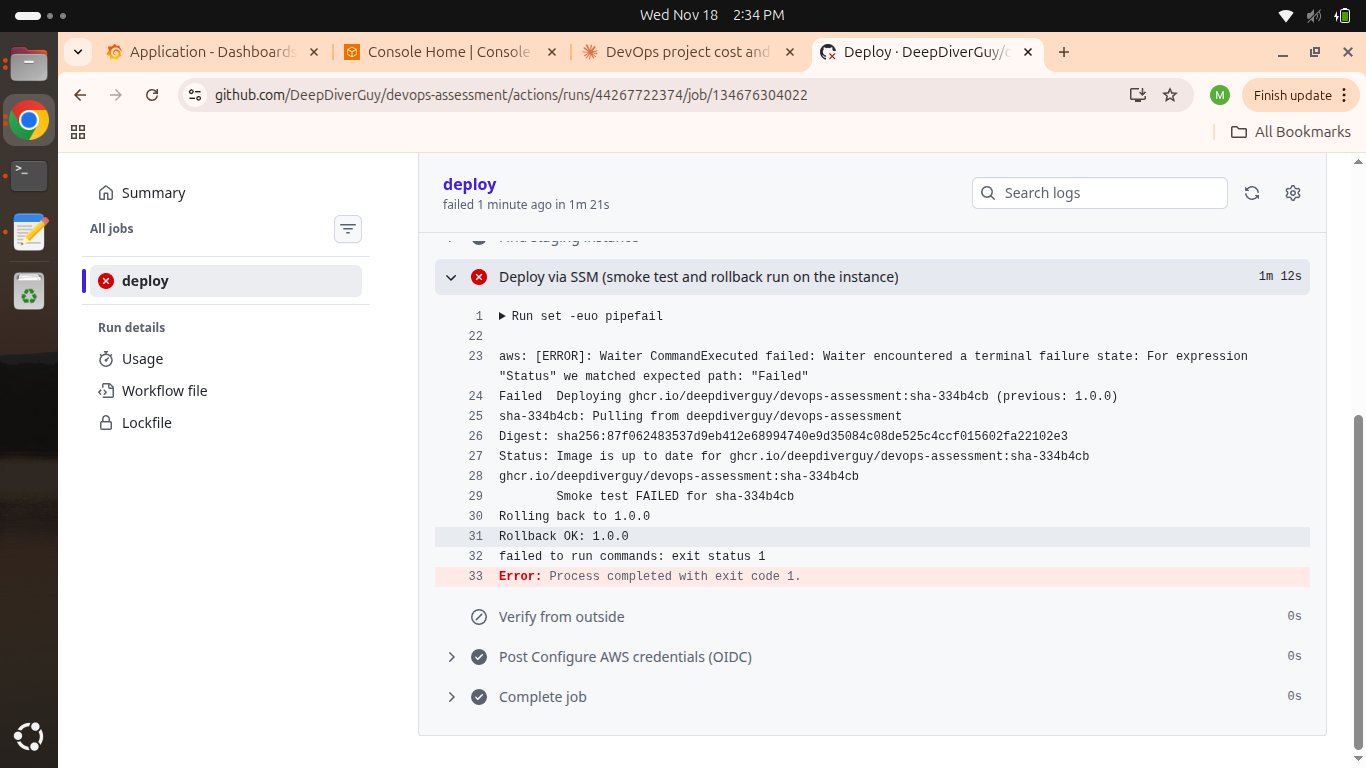 Wed Nov 18 2:34 PM
Application - Dashboards
Console Home | Console
DevOps project cost and
Deploy · DeepDiverGuy/
github.com/DeepDiverGuy/devops-assessment/actions/runs/44267722374/job/134676304022
M
Finish update
All Bookmarks
Summary
All jobs
deploy
Run details
Usage
Workflow file
Lockfile
deploy
failed 1 minute ago in 1m 21s
Search logs
Find staging instance
Deploy via SSM (smoke test and rollback run on the instance) 1m 12s
1 Run set -euo pipefail
22
23 aws: [ERROR]: Waiter CommandExecuted failed: Waiter encountered a terminal failure state: For expression
"Status" we matched expected path: "Failed"
24 Failed Deploying ghcr.io/deepdiverguy/devops-assessment:sha-334b4cb (previous: 1.0.0)
25 sha-334b4cb: Pulling from deepdiverguy/devops-assessment
26 Digest: sha256:87f062483537d9eb412e68994740e9d35084c08de525c4ccf015602fa22102e3
27 Status: Image is up to date for ghcr.io/deepdiverguy/devops-assessment:sha-334b4cb
28 ghcr.io/deepdiverguy/devops-assessment:sha-334b4cb
29 Smoke test FAILED for sha-334b4cb
30 Rolling back to 1.0.0
31 Rollback OK: 1.0.0
32 failed to run commands: exit status 1
33 Error: Process completed with exit code 1.
Verify from outside 0s
Post Configure AWS credentials (OIDC) 0s
Complete job 0s